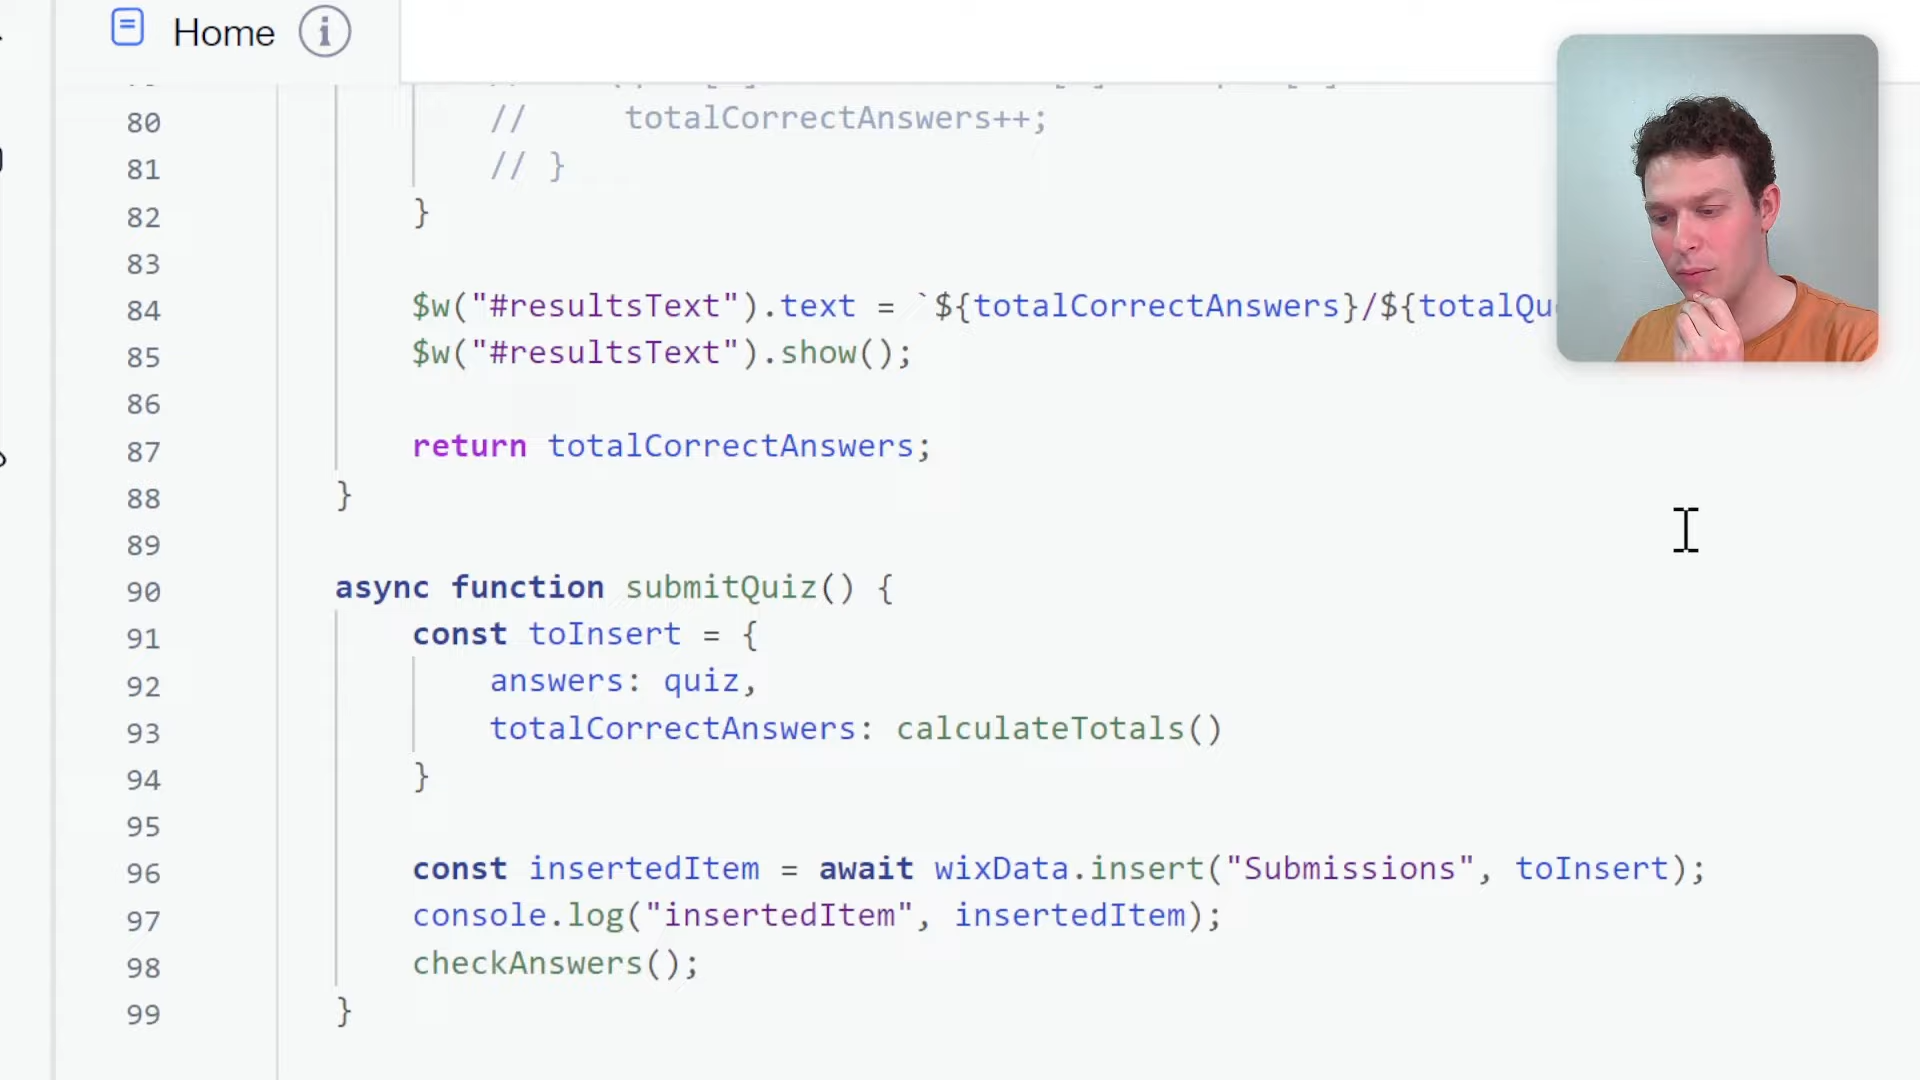 Home
80 // totalCorrectAnswers++;
81 // }
82 }
83
84 $w("#resultsText").text = `${totalCorrectAnswers}/${totalQu
85 $w("#resultsText").show();
86
87 return totalCorrectAnswers;
88 }
89
90 async function submitQuiz() {
91 const toInsert = {
92 answers: quiz,
93 totalCorrectAnswers: calculateTotals()
94 }
95
96 const insertedItem = await wixData.insert("Submissions", toInsert);
97 console.log("insertedItem", insertedItem);
98 checkAnswers();
99 }